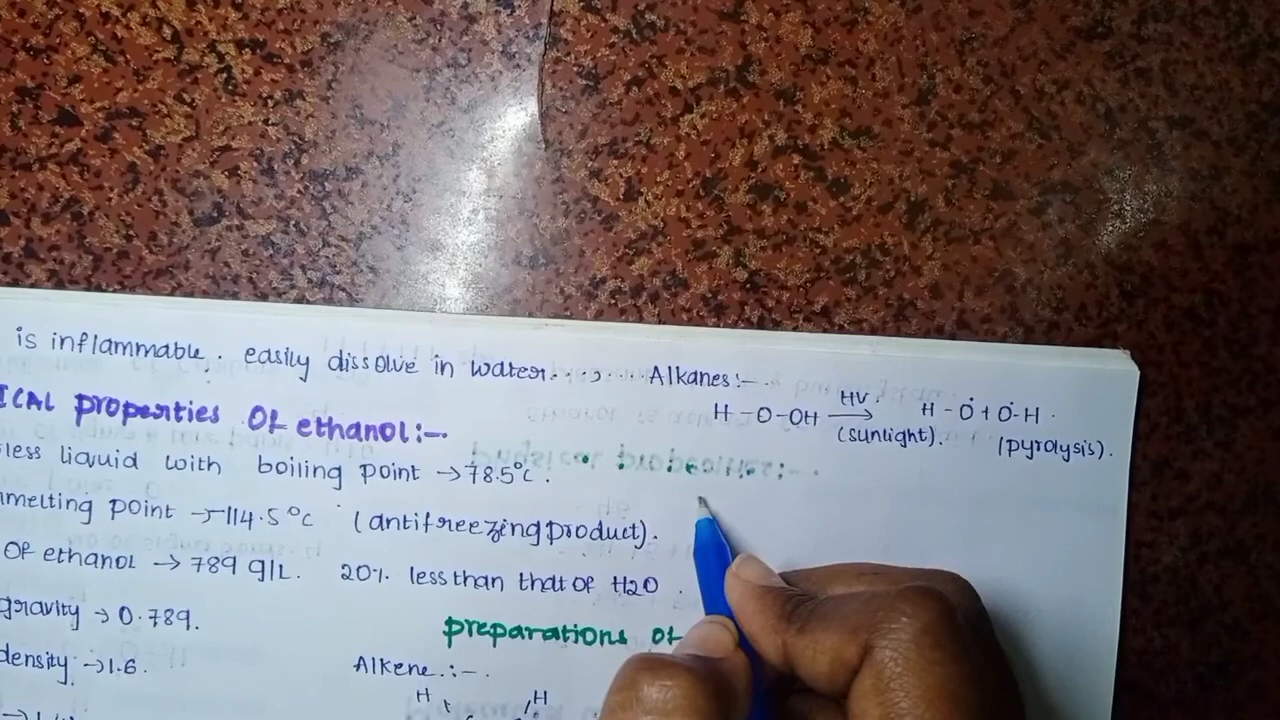 is inflammable. easily dissolve in water.
ICAL properties Of ethanol:-
less liquid with boiling point → 78.5°c.
melting point → -114.5°c (antifreezing product).
Of ethanol → 789 g/L. 20% less than that of H2O.
gravity → 0.789.
density → 1.6.
Alkanes:-
H - O - OH HV → H - Ȯ + Ȯ - H.
(sunlight). (pyrolysis).
preparations of
Alkene:-
H H